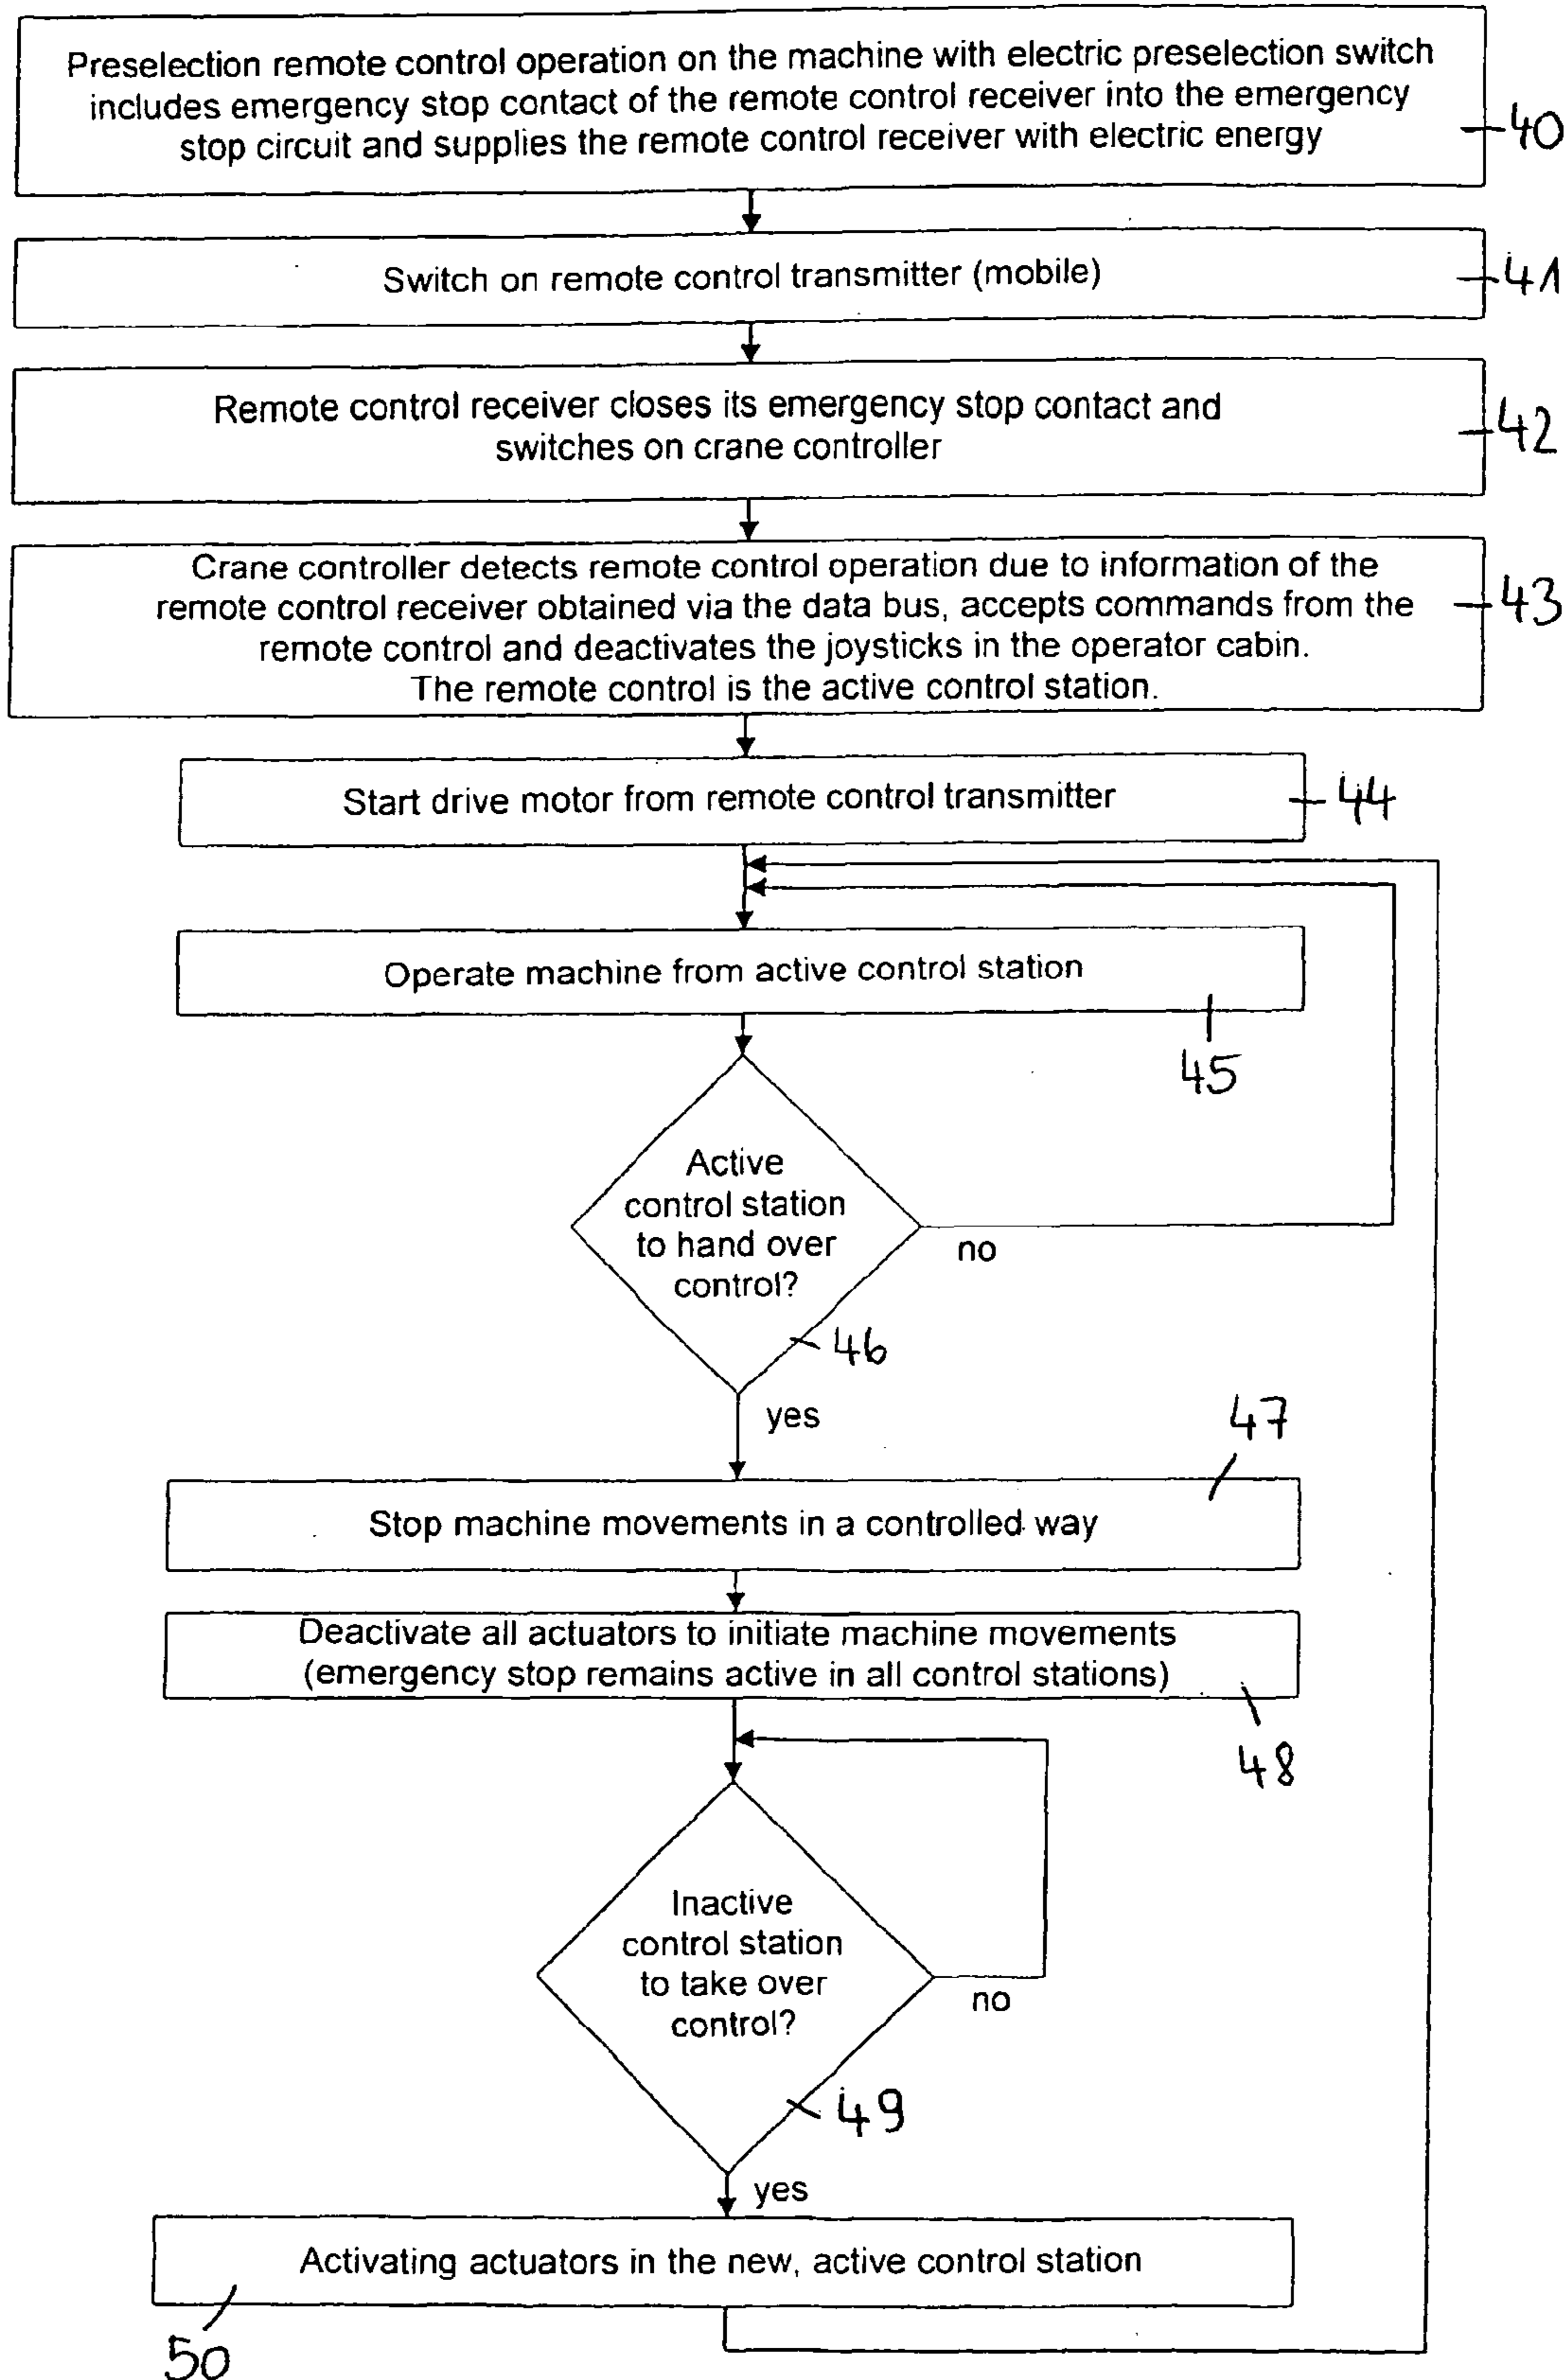 Preselection remote control operation on the machine with electric preselection switch
includes emergency stop contact of the remote control receiver into the emergency
stop circuit and supplies the remote control receiver with electric energy
40
Switch on remote control transmitter (mobile)
41
Remote control receiver closes its emergency stop contact and
switches on crane controller
42
Crane controller detects remote control operation due to information of the
remote control receiver obtained via the data bus, accepts commands from the
remote control and deactivates the joysticks in the operator cabin.
The remote control is the active control station.
43
Start drive motor from remote control transmitter
44
Operate machine from active control station
45
Active
control station
to hand over
control?
no
46
yes
47
Stop machine movements in a controlled way
Deactivate all actuators to initiate machine movements
(emergency stop remains active in all control stations)
48
Inactive
control station
to take over
control?
no
49
yes
Activating actuators in the new, active control station
50